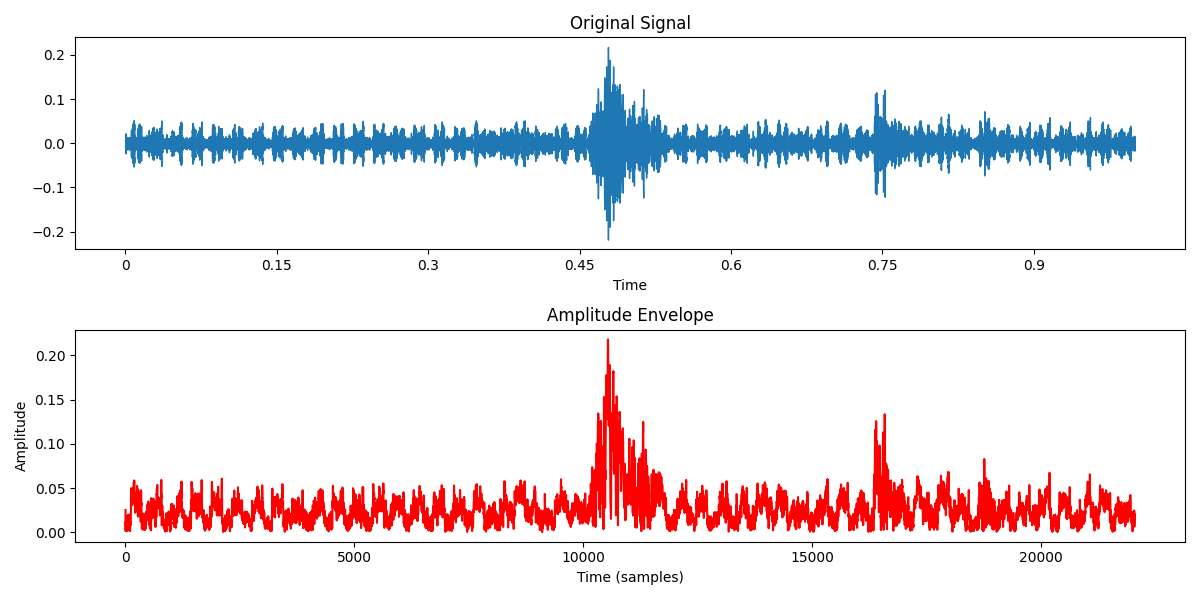 Original Signal
0.2
0.1
0.0
−0.1
−0.2
0 0.15 0.3 0.45 0.6 0.75 0.9
Time
Amplitude Envelope
Amplitude
0.20
0.15
0.10
0.05
0.00
0 5000 10000 15000 20000
Time (samples)